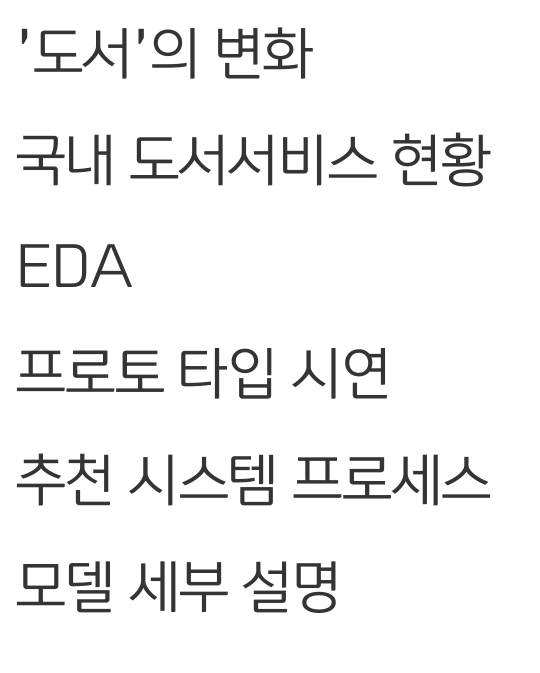 '도서'의 변화
국내 도서서비스 현황
EDA
프로토 타입 시연
추천 시스템 프로세스
모델 세부 설명